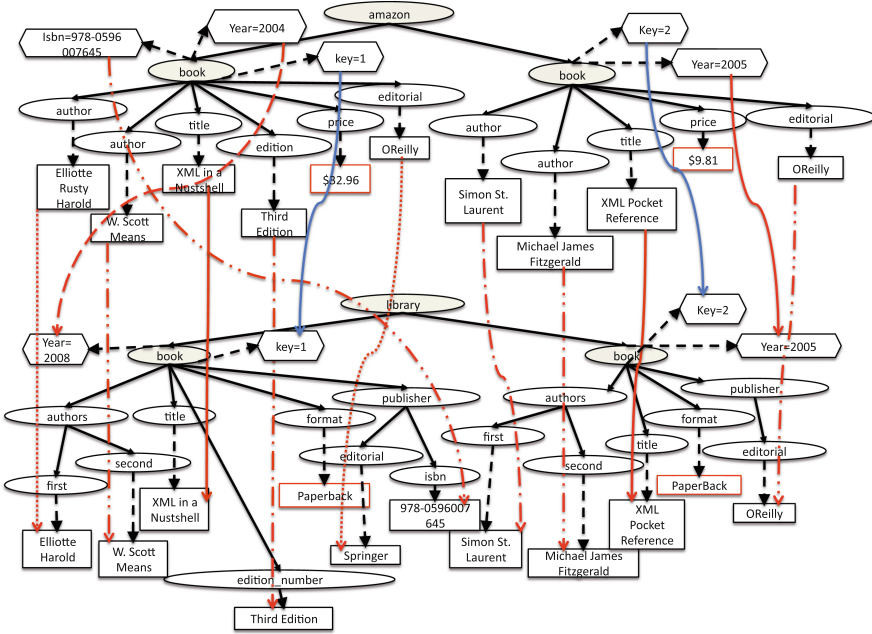 amazon
Isbn=978-0596
007645
Year=2004
key=1
Key=2
Year=2005
book
book
author
author
title
edition
price
editorial
author
author
title
price
editorial
Elliotte
Rusty
Harold
W. Scott
Means
XML in a
Nustshell
Third
Edition
$32.96
OReilly
Simon St.
Laurent
Michael James
Fitzgerald
XML Pocket
Reference
$9.81
OReilly
library
Year=
2008
key=1
Key=2
Year=2005
book
book
authors
title
format
publisher
authors
format
publisher
first
second
editorial
isbn
first
second
title
editorial
Elliotte
Harold
W. Scott
Means
XML in a
Nustshell
Paperback
978-0596007
645
Springer
Simon St.
Laurent
Michael James
Fitzgerald
XML
Pocket
Reference
PaperBack
OReilly
edition_number
Third Edition